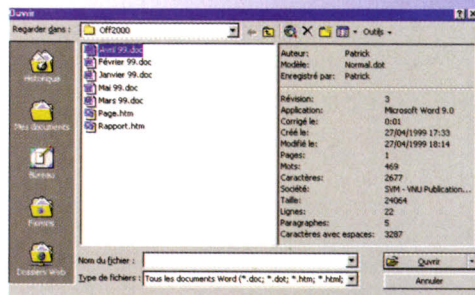 Ouvrir
Regarder dans : Off2000 Outils
Historique
Mes documents
Bureau
Favoris
Dossiers Web
Avril 99.doc
Février 99.doc
Janvier 99.doc
Mai 99.doc
Mars 99.doc
Page.htm
Rapport.htm
Auteur: Patrick
Modèle: Normal.dot
Enregistré par: Patrick
Révision: 3
Application: Microsoft Word 9.0
Corrigé le: 0:01
Créé le: 27/04/1999 17:33
Modifié le: 27/04/1999 18:14
Pages: 1
Mots: 469
Caractères: 2677
Société: SVM - VNU Publication...
Taille: 24064
Lignes: 22
Paragraphes: 5
Caractères avec espaces: 3287
Nom du fichier :
Ouvrir
Type de fichiers : Tous les documents Word (*.doc; *.dot; *.htm; *.html;
Annuler